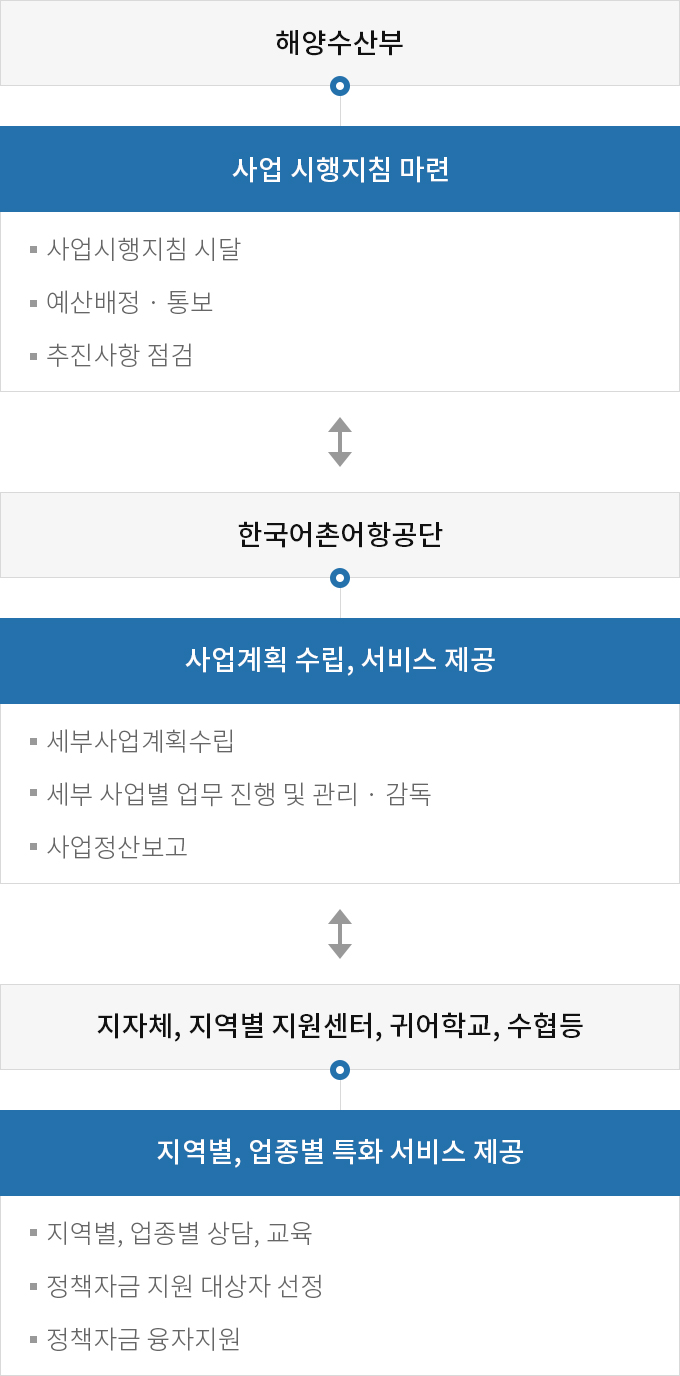 해양수산부
사업 시행지침 마련
사업시행지침 시달
예산배정 · 통보
추진사항 점검
한국어촌어항공단
사업계획 수립, 서비스 제공
세부사업계획수립
세부 사업별 업무 진행 및 관리 · 감독
사업정산보고
지자체, 지역별 지원센터, 귀어학교, 수협등
지역별, 업종별 특화 서비스 제공
지역별, 업종별 상담, 교육
정책자금 지원 대상자 선정
정책자금 융자지원